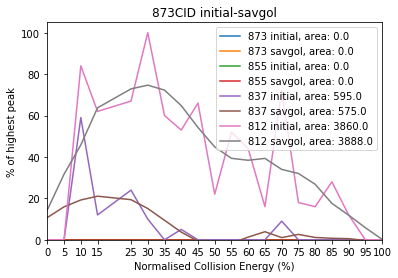 873CID initial-savgol
% of highest peak
100
80
60
40
20
0
873 initial, area: 0.0
873 savgol, area: 0.0
855 initial, area: 0.0
855 savgol, area: 0.0
837 initial, area: 595.0
837 savgol, area: 575.0
812 initial, area: 3860.0
812 savgol, area: 3888.0
0 5 10 15 25 30 35 40 45 50 55 60 65 70 75 80 85 90 95 100
Normalised Collision Energy (%)